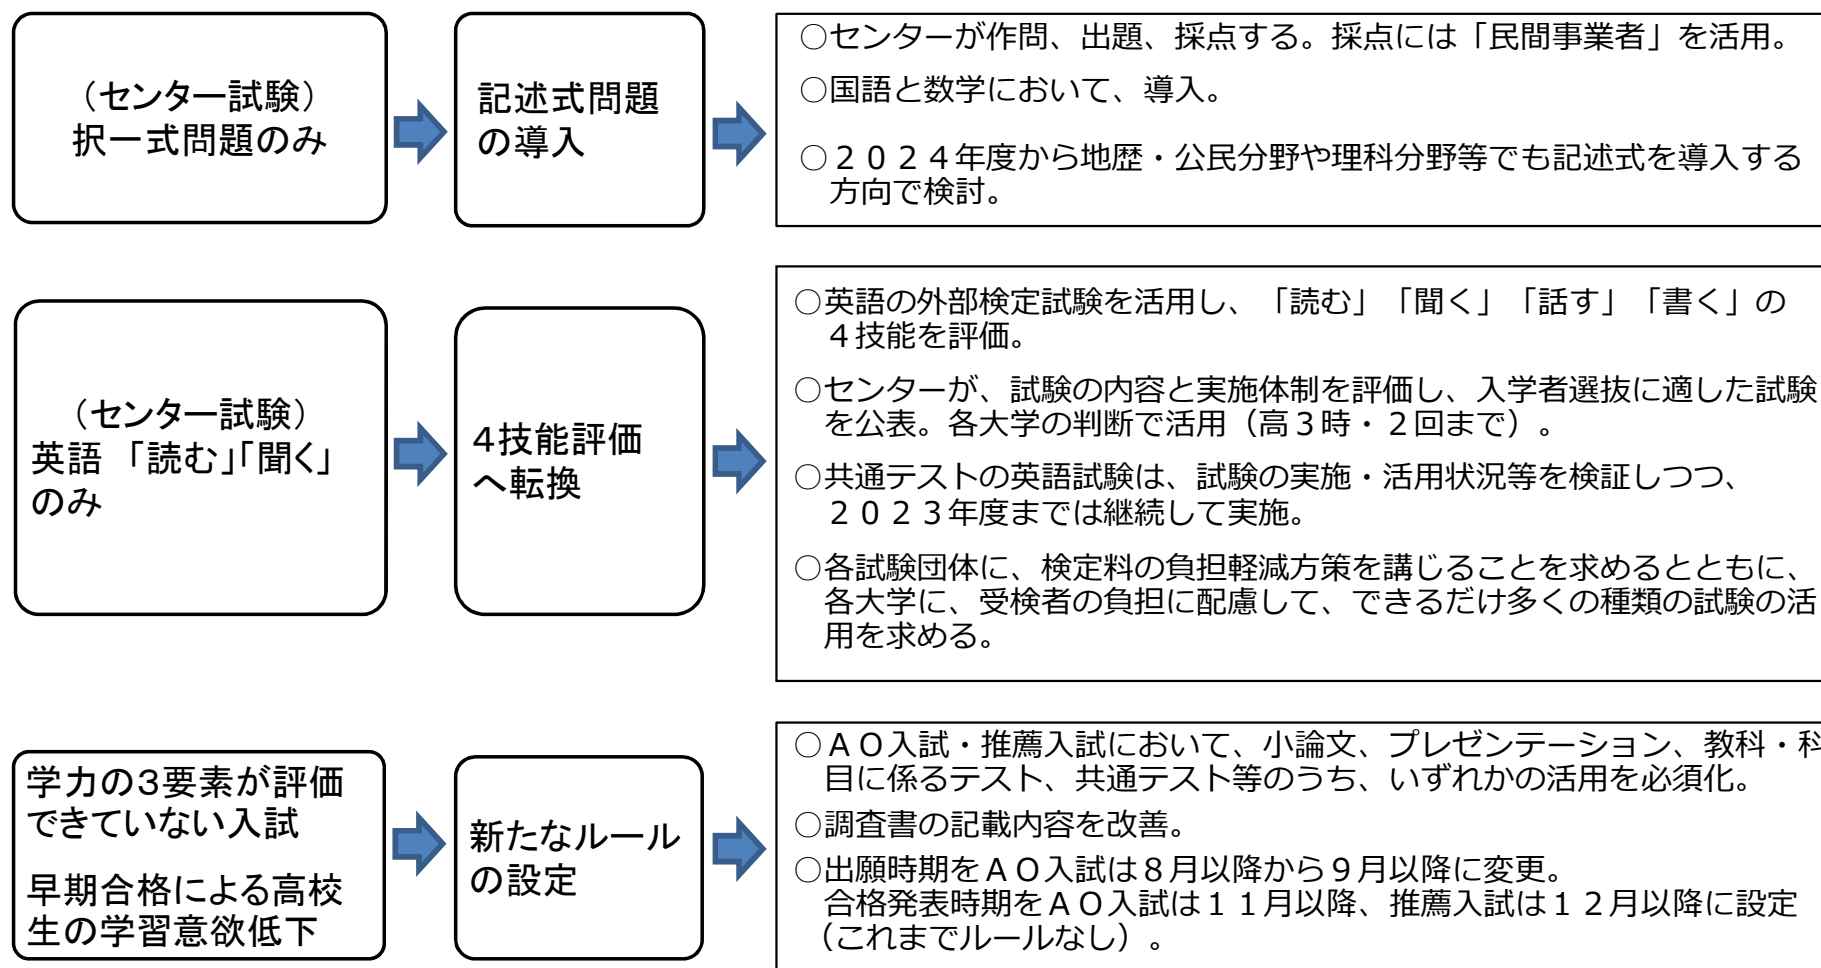 （センター試験）
択一式問題のみ
記述式問題
の導入
○センターが作問、出題、採点する。採点には「民間事業者」を活用。
○国語と数学において、導入。
○２０２４年度から地歴・公民分野や理科分野等でも記述式を導入する
方向で検討。
（センター試験）
英語 「読む」「聞く」
のみ
４技能評価
へ転換
○英語の外部検定試験を活用し、「読む」「聞く」「話す」「書く」の
４技能を評価。
○センターが、試験の内容と実施体制を評価し、入学者選抜に適した試験
を公表。各大学の判断で活用（高３時・２回まで）。
○共通テストの英語試験は、試験の実施・活用状況等を検証しつつ、
２０２３年度までは継続して実施。
○各試験団体に、検定料の負担軽減方策を講じることを求めるとともに、
各大学に、受検者の負担に配慮して、できるだけ多くの種類の試験の活
用を求める。
学力の３要素が評価
できていない入試
早期合格による高校
生の学習意欲低下
新たなルール
の設定
○ＡＯ入試・推薦入試において、小論文、プレゼンテーション、教科・科
目に係るテスト、共通テスト等のうち、いずれかの活用を必須化。
○調査書の記載内容を改善。
○出願時期をＡＯ入試は８月以降から９月以降に変更。
合格発表時期をＡＯ入試は１１月以降、推薦入試は１２月以降に設定
（これまでルールなし）。